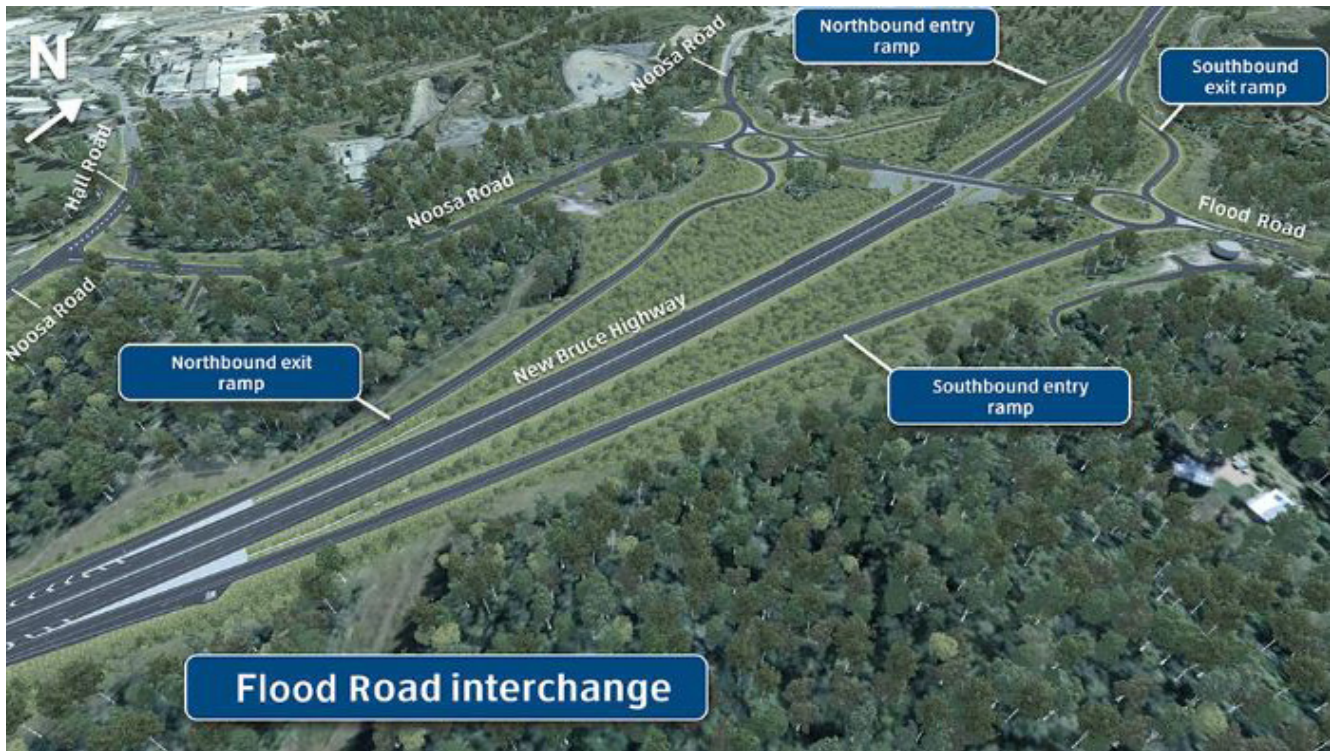 N
Northbound entry
ramp
Southbound
exit ramp
Noosa Road
Hall Road
Noosa Road
Flood Road
Noosa Road
New Bruce Highway
Northbound exit
ramp
Southbound entry
ramp
Flood Road interchange